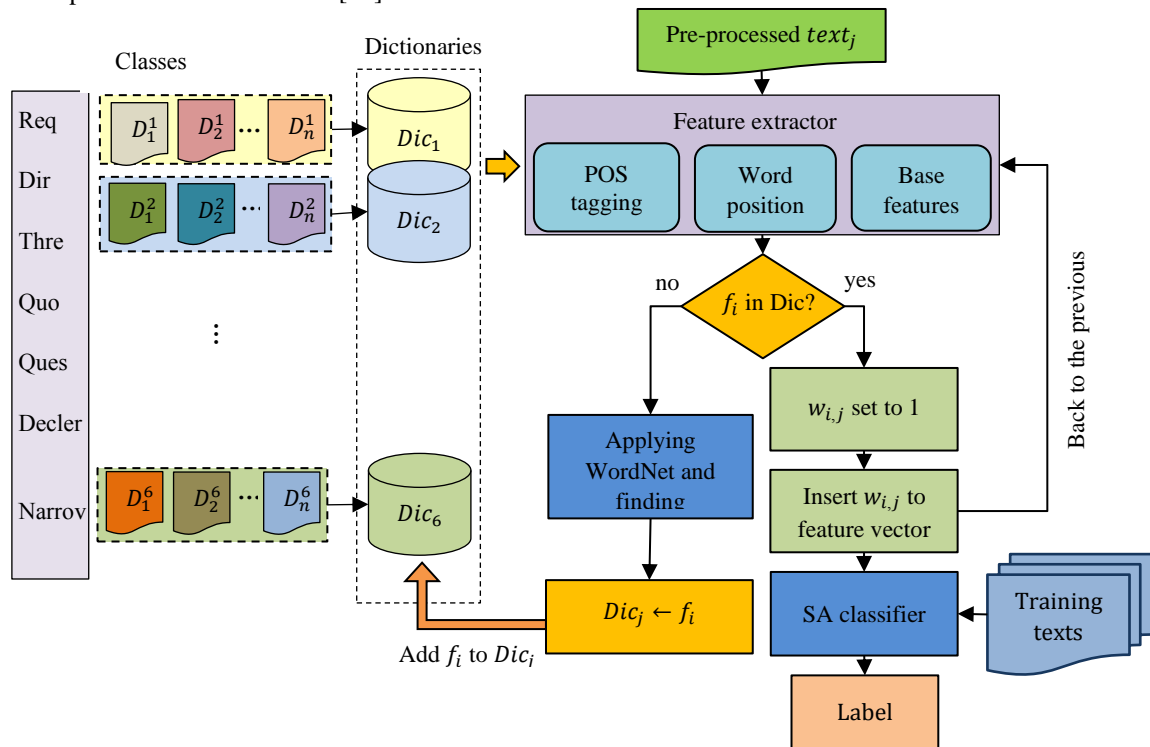 Pre-processed text_j
Dictionaries
Classes
Req
Dir
Thre
Quo
Ques
Decler
Narrov
D_1^1 D_2^1 ... D_n^1
D_1^2 D_2^2 ... D_n^2
⋮
D_1^6 D_2^6 ... D_n^6
Dic_1
Dic_2
Dic_6
Feature extractor
POS
tagging
Word
position
Base
features
no
yes
f_i in Dic?
Back to the previous
w_{i,j} set to 1
Applying
WordNet and
finding
Insert w_{i,j} to
feature vector
Dic_j ← f_i
Add f_i to Dic_j
SA classifier
Training
texts
Label